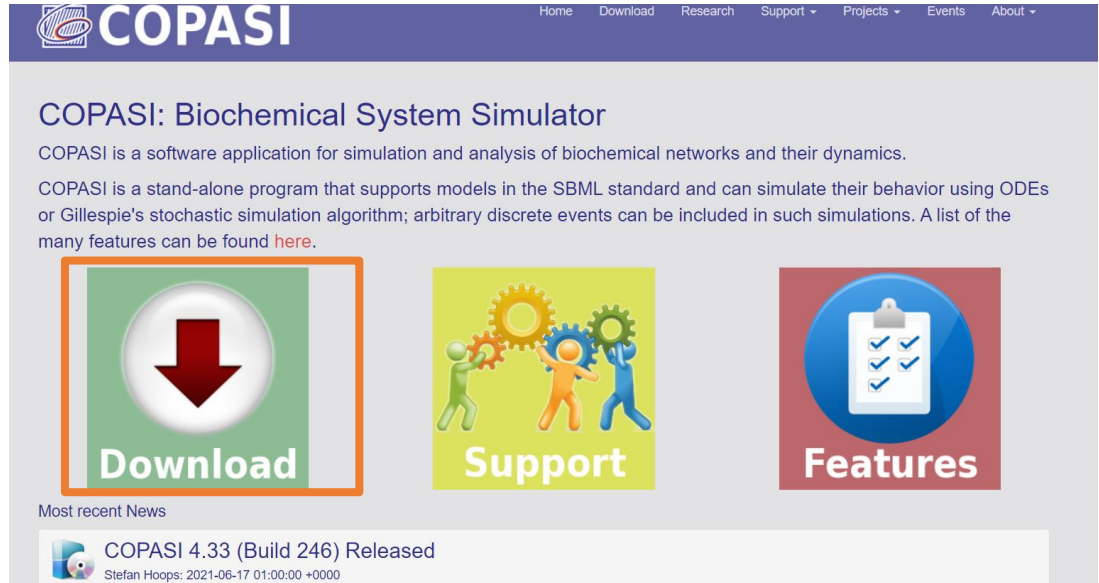 COPASI
Home Download Research Support Projects Events About
COPASI: Biochemical System Simulator
COPASI is a software application for simulation and analysis of biochemical networks and their dynamics.
COPASI is a stand-alone program that supports models in the SBML standard and can simulate their behavior using ODEs
or Gillespie's stochastic simulation algorithm; arbitrary discrete events can be included in such simulations. A list of the
many features can be found here.
Download
Support
Features
Most recent News
COPASI 4.33 (Build 246) Released
Stefan Hoops: 2021-06-17 01:00:00 +0000